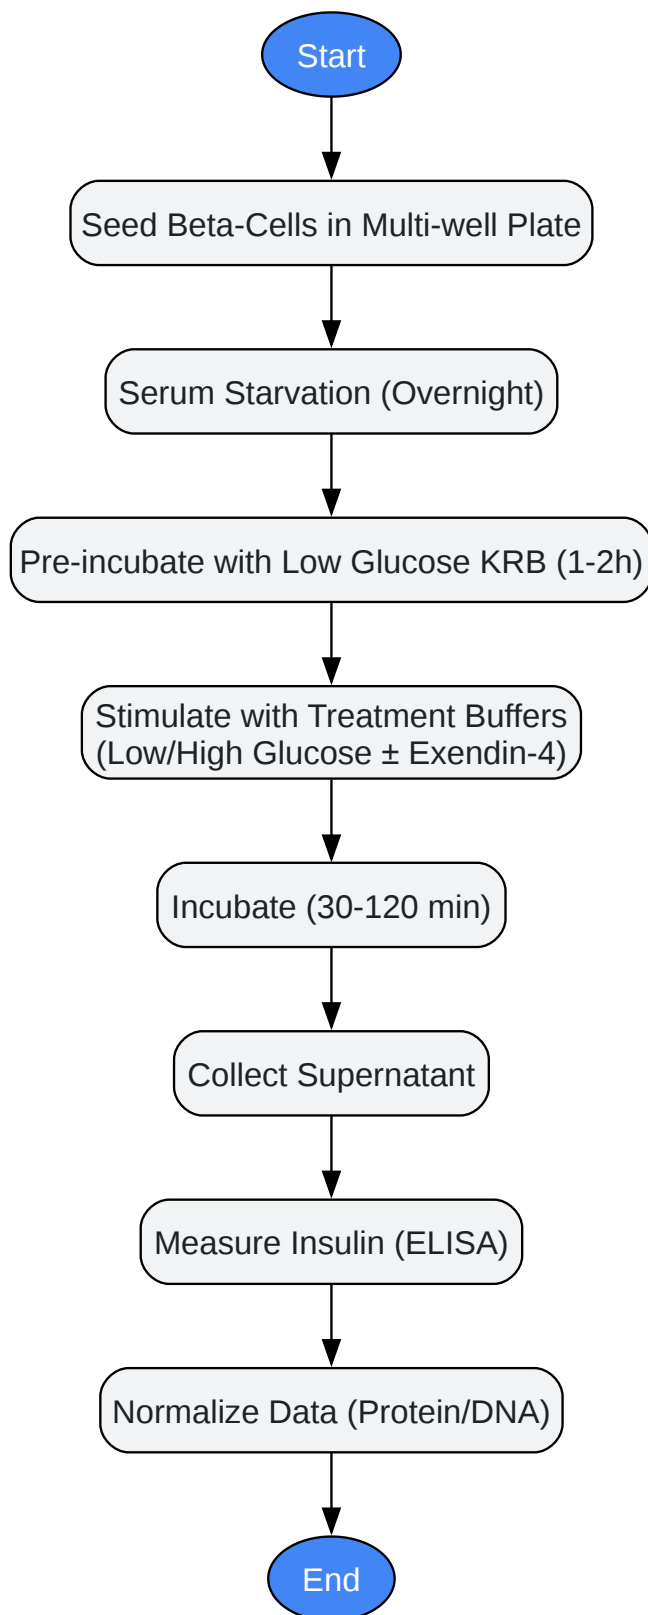 Start
Seed Beta-Cells in Multi-well Plate
Serum Starvation (Overnight)
Pre-incubate with Low Glucose KRB (1-2h)
Stimulate with Treatment Buffers
(Low/High Glucose ± Exendin-4)
Incubate (30-120 min)
Collect Supernatant
Measure Insulin (ELISA)
Normalize Data (Protein/DNA)
End